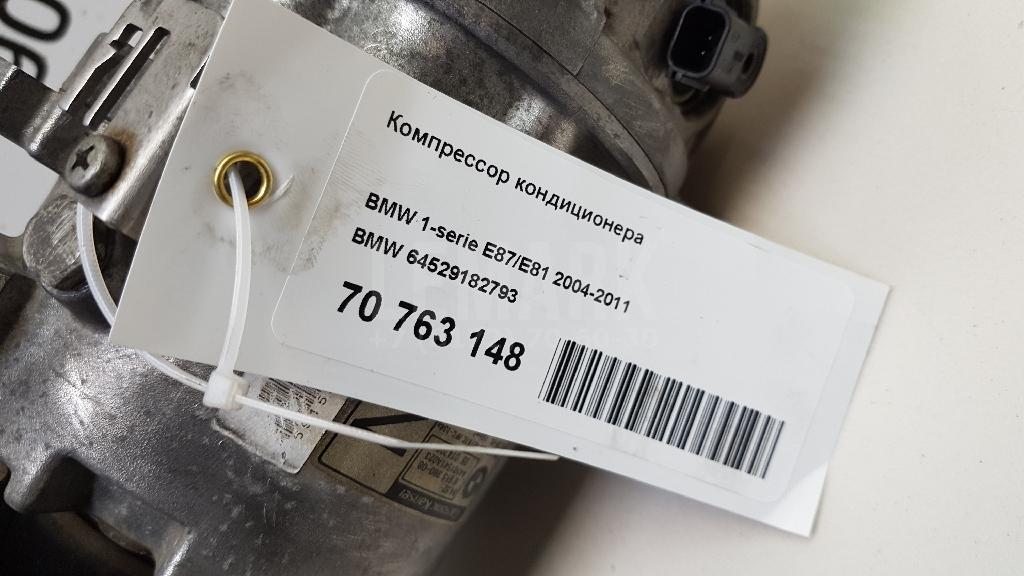 Компрессор кондиционера
BMW 1-serie E87/E81 2004-2011
BMW 64529182793
70 763 148